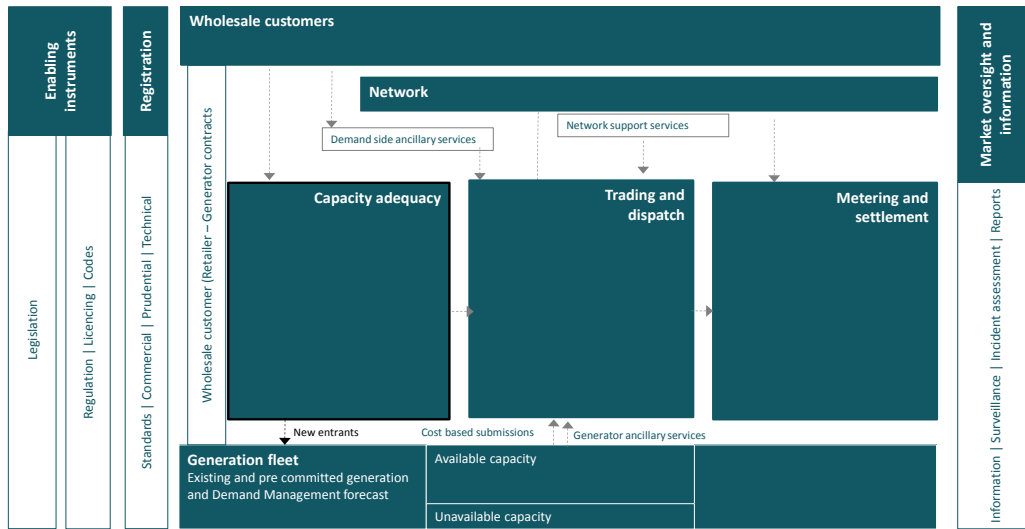 Enabling
instruments
Legislation
Regulation | Licencing | Codes
Registration
Standards | Commercial | Prudential | Technical
Wholesale customers
Wholesale customer (Retailer – Generator contracts
Network
Demand side ancillary services
Network support services
Capacity adequacy
Trading and
dispatch
Metering and
settlement
New entrants
Cost based submissions
Generator ancillary services
Generation fleet
Existing and pre committed generation
and Demand Management forecast
Available capacity
Unavailable capacity
Market oversight and
information
Information | Surveillance | Incident assessment | Reports